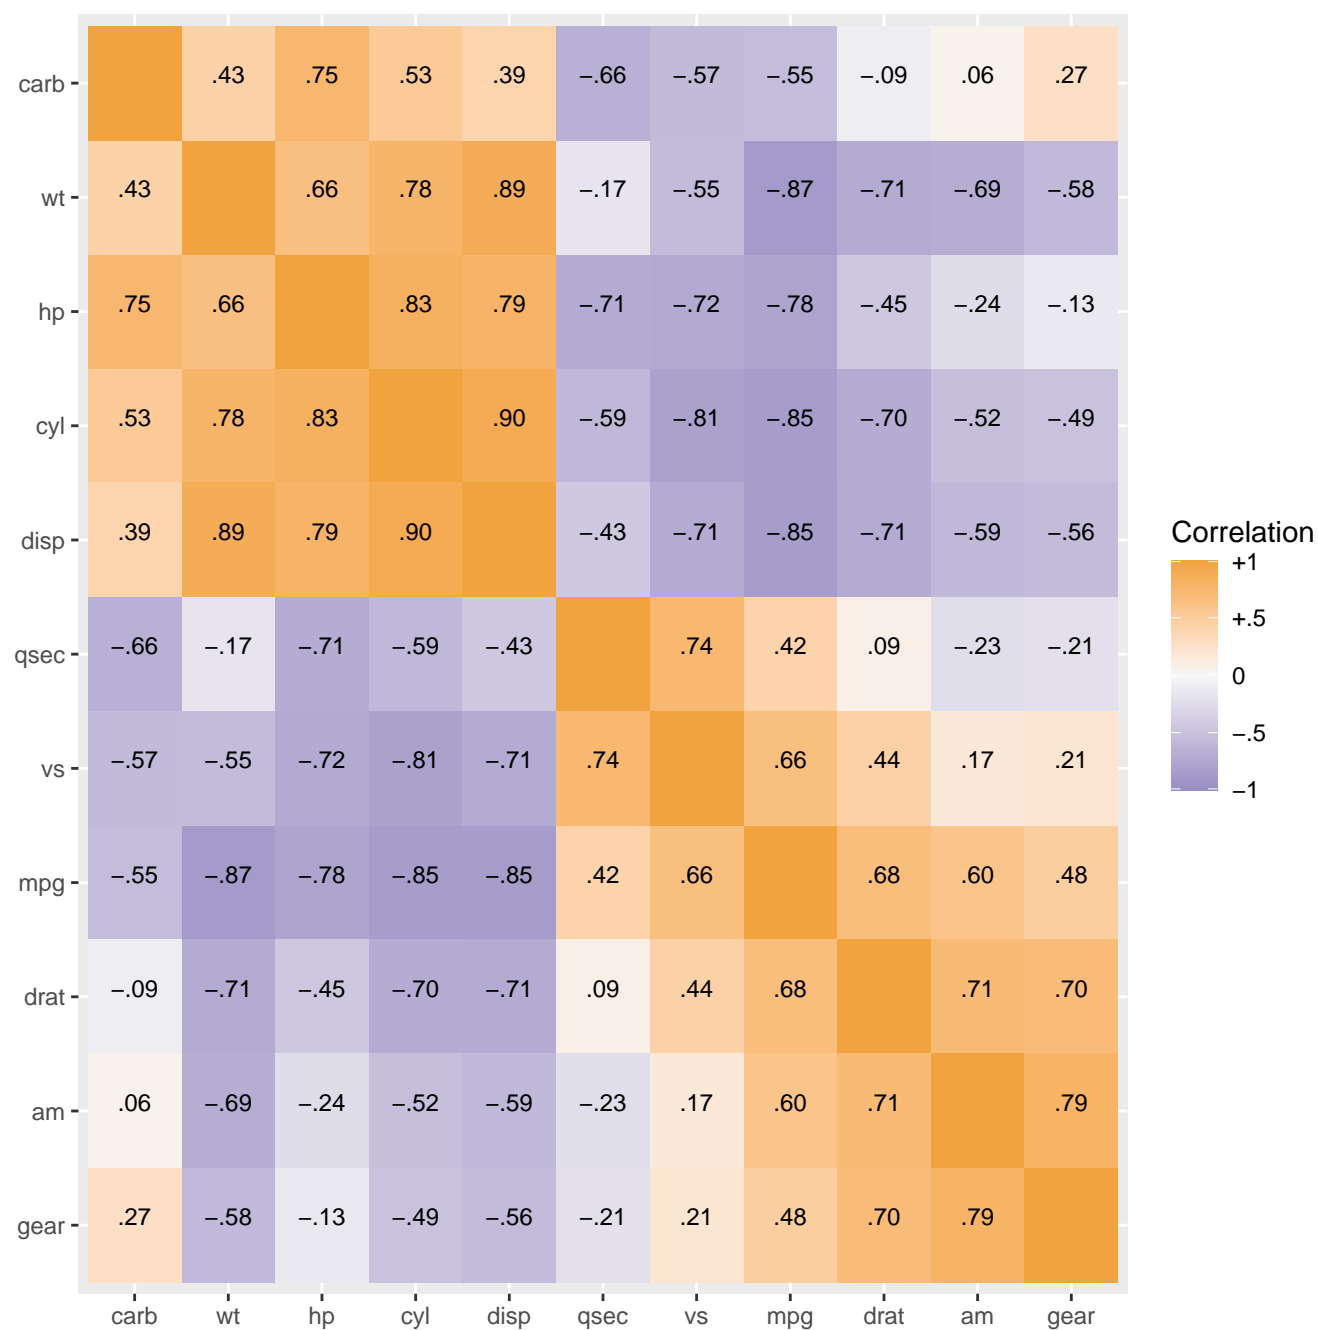 carb .43 .75 .53 .39 −.66 −.57 −.55 −.09 .06 .27
wt .43 .66 .78 .89 −.17 −.55 −.87 −.71 −.69 −.58
hp .75 .66 .83 .79 −.71 −.72 −.78 −.45 −.24 −.13
cyl .53 .78 .83 .90 −.59 −.81 −.85 −.70 −.52 −.49
disp .39 .89 .79 .90 −.43 −.71 −.85 −.71 −.59 −.56
qsec −.66 −.17 −.71 −.59 −.43 .74 .42 .09 −.23 −.21
vs −.57 −.55 −.72 −.81 −.71 .74 .66 .44 .17 .21
mpg −.55 −.87 −.78 −.85 −.85 .42 .66 .68 .60 .48
drat −.09 −.71 −.45 −.70 −.71 .09 .44 .68 .71 .70
am .06 −.69 −.24 −.52 −.59 −.23 .17 .60 .71 .79
gear .27 −.58 −.13 −.49 −.56 −.21 .21 .48 .70 .79
carb wt hp cyl disp qsec vs mpg drat am gear
Correlation
+1
+.5
0
−.5
−1